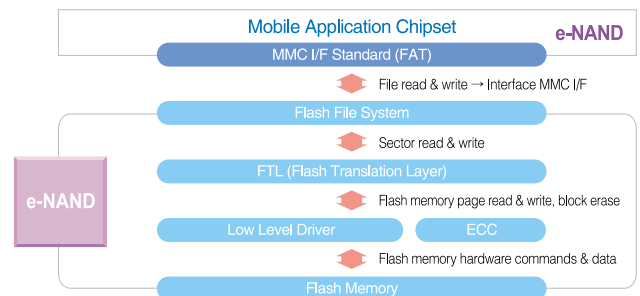 Mobile Application Chipset
e-NAND
MMC I/F Standard (FAT)
File read & write → Interface MMC I/F
Flash File System
Sector read & write
FTL (Flash Translation Layer)
e-NAND
Flash memory page read & write, block erase
Low Level Driver
ECC
Flash memory hardware commands & data
Flash Memory